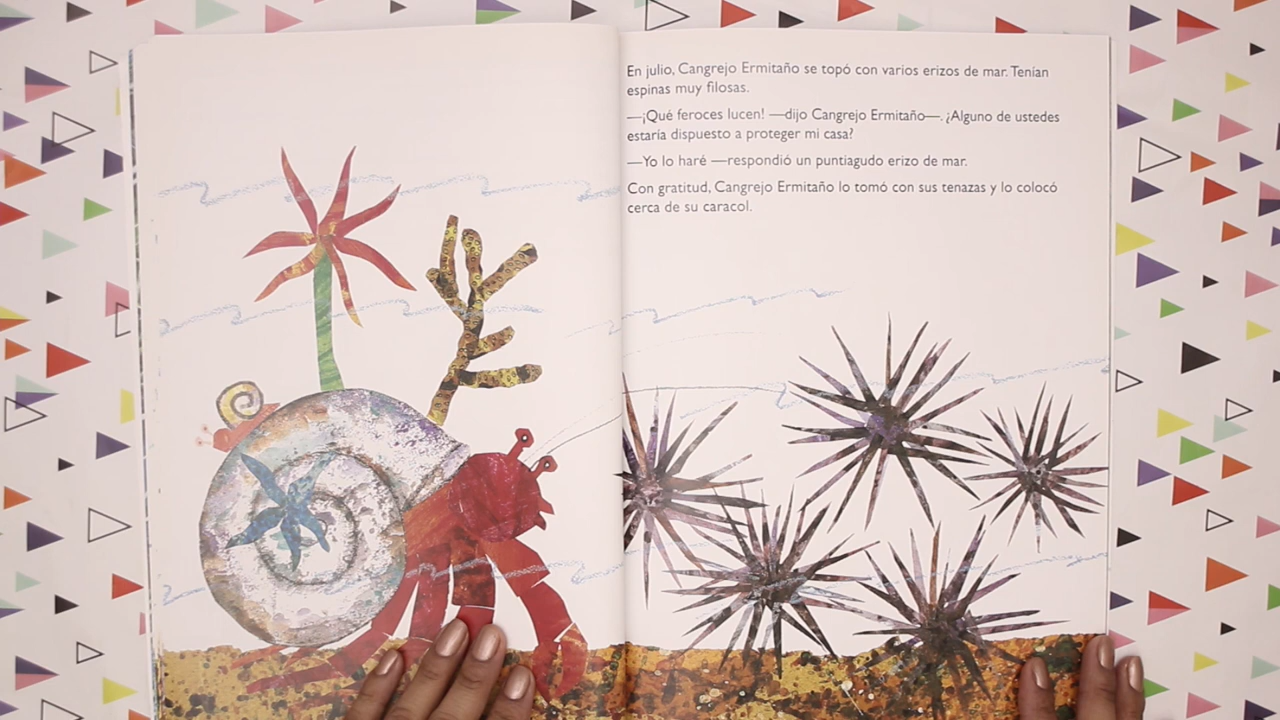 En julio, Cangrejo Ermitaño se topó con varios erizos de mar. Tenían
espinas muy filosas.
—¡Qué feroces lucen! —dijo Cangrejo Ermitaño—. ¿Alguno de ustedes
estaría dispuesto a proteger mi casa?
—Yo lo haré —respondió un puntiagudo erizo de mar.
Con gratitud, Cangrejo Ermitaño lo tomó con sus tenazas y lo colocó
cerca de su caracol.